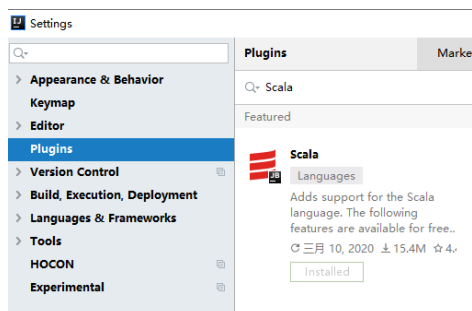 Settings
Appearance & Behavior
Keymap
Editor
Plugins
Version Control
Build, Execution, Deployment
Languages & Frameworks
Tools
HOCON
Experimental
Plugins
Marke
Scala
Featured
Scala
Languages
Adds support for the Scala
language. The following
features are available for free..
三月 10, 2020 15.4M 4.
Installed